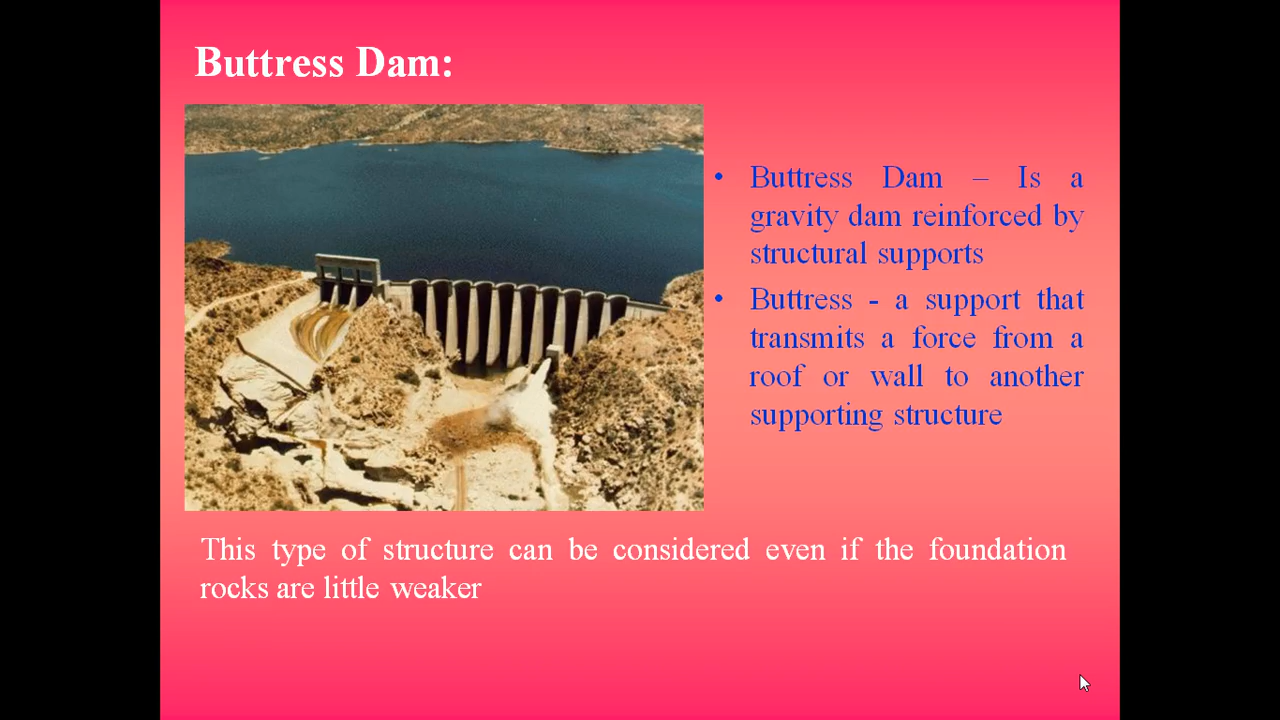 Buttress Dam:
• Buttress Dam – Is a
gravity dam reinforced by
structural supports
• Buttress - a support that
transmits a force from a
roof or wall to another
supporting structure
This type of structure can be considered even if the foundation
rocks are little weaker